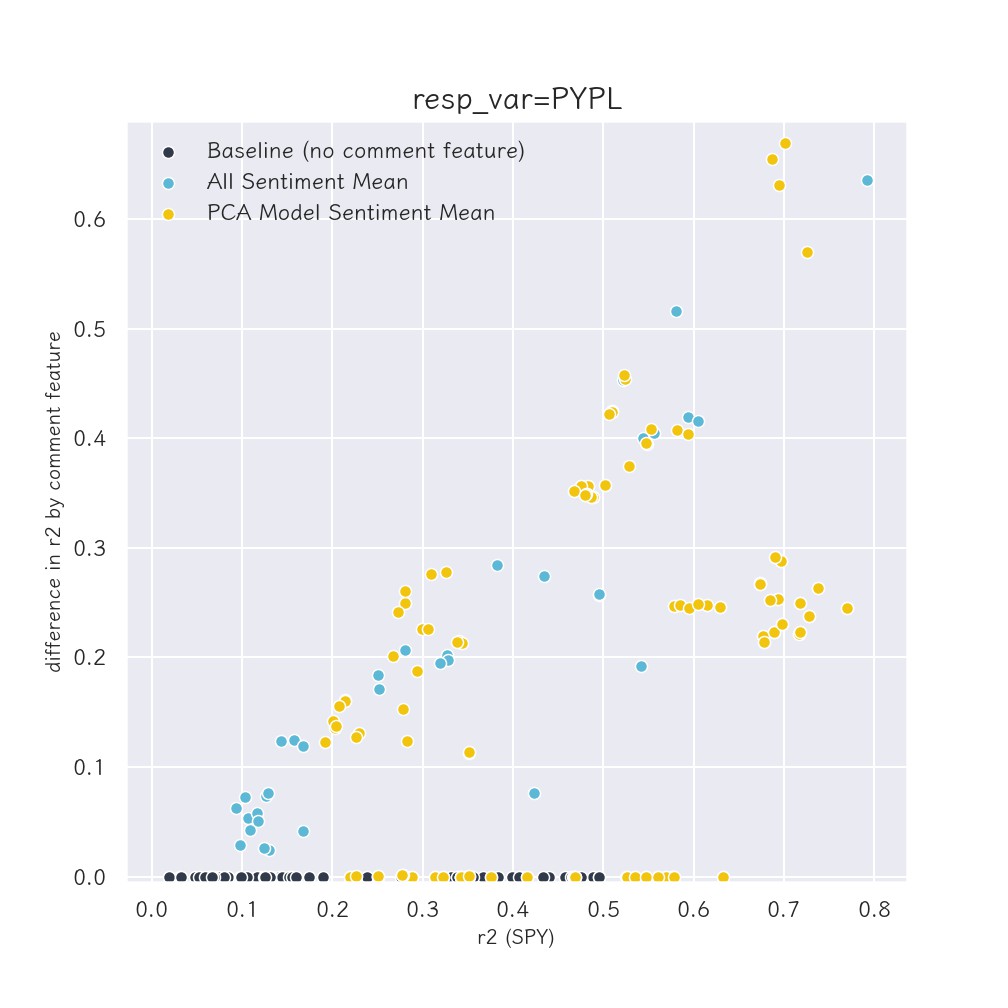 resp_var=PYPL
Baseline (no comment feature)
All Sentiment Mean
PCA Model Sentiment Mean
difference in r2 by comment feature
0.6
0.5
0.4
0.3
0.2
0.1
0.0
0.0 0.1 0.2 0.3 0.4 0.5 0.6 0.7 0.8
r2 (SPY)